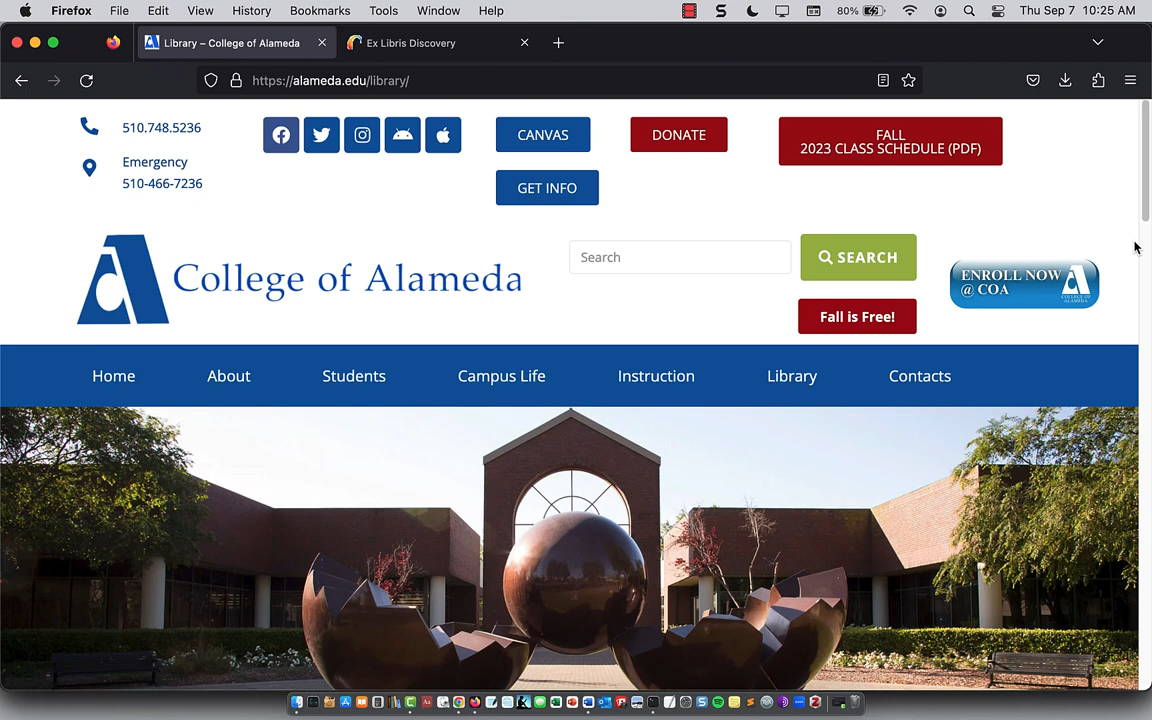 Firefox File Edit View History Bookmarks Tools Window Help 80% Thu Sep 7 10:25 AM
Library – College of Alameda Ex Libris Discovery
https://alameda.edu/library/
510.748.5236
Emergency
510-466-7236
CANVAS
GET INFO
DONATE
FALL
2023 CLASS SCHEDULE (PDF)
College of Alameda
Search
SEARCH
Fall is Free!
ENROLL NOW
@ COA
COLLEGE OF
ALAMEDA
Home About Students Campus Life Instruction Library Contacts